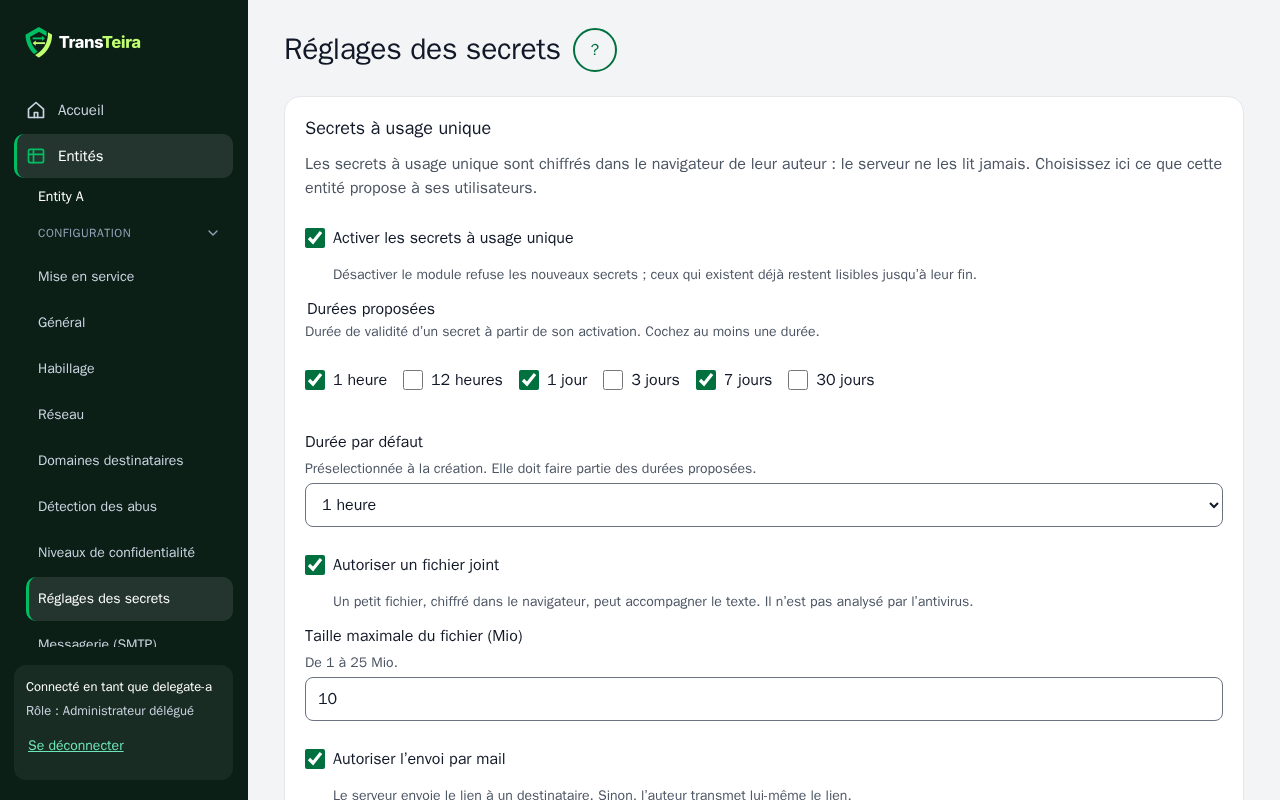 TransTeira
Accueil
Entités
Entity A
CONFIGURATION
Mise en service
Général
Habillage
Réseau
Domaines destinataires
Détection des abus
Niveaux de confidentialité
Réglages des secrets
Messagerie (SMTP)
Connecté en tant que delegate-a
Rôle : Administrateur délégué
Se déconnecter
Réglages des secrets
?
Secrets à usage unique
Les secrets à usage unique sont chiffrés dans le navigateur de leur auteur : le serveur ne les lit jamais. Choisissez ici ce que cette
entité propose à ses utilisateurs.
Activer les secrets à usage unique
Désactiver le module refuse les nouveaux secrets ; ceux qui existent déjà restent lisibles jusqu’à leur fin.
Durées proposées
Durée de validité d’un secret à partir de son activation. Cochez au moins une durée.
1 heure 12 heures 1 jour 3 jours 7 jours 30 jours
Durée par défaut
Préselectionnée à la création. Elle doit faire partie des durées proposées.
1 heure
Autoriser un fichier joint
Un petit fichier, chiffré dans le navigateur, peut accompagner le texte. Il n’est pas analysé par l’antivirus.
Taille maximale du fichier (Mio)
De 1 à 25 Mio.
10
Autoriser l’envoi par mail
Le serveur envoie le lien à un destinataire. Sinon, l’auteur transmet lui-même le lien.